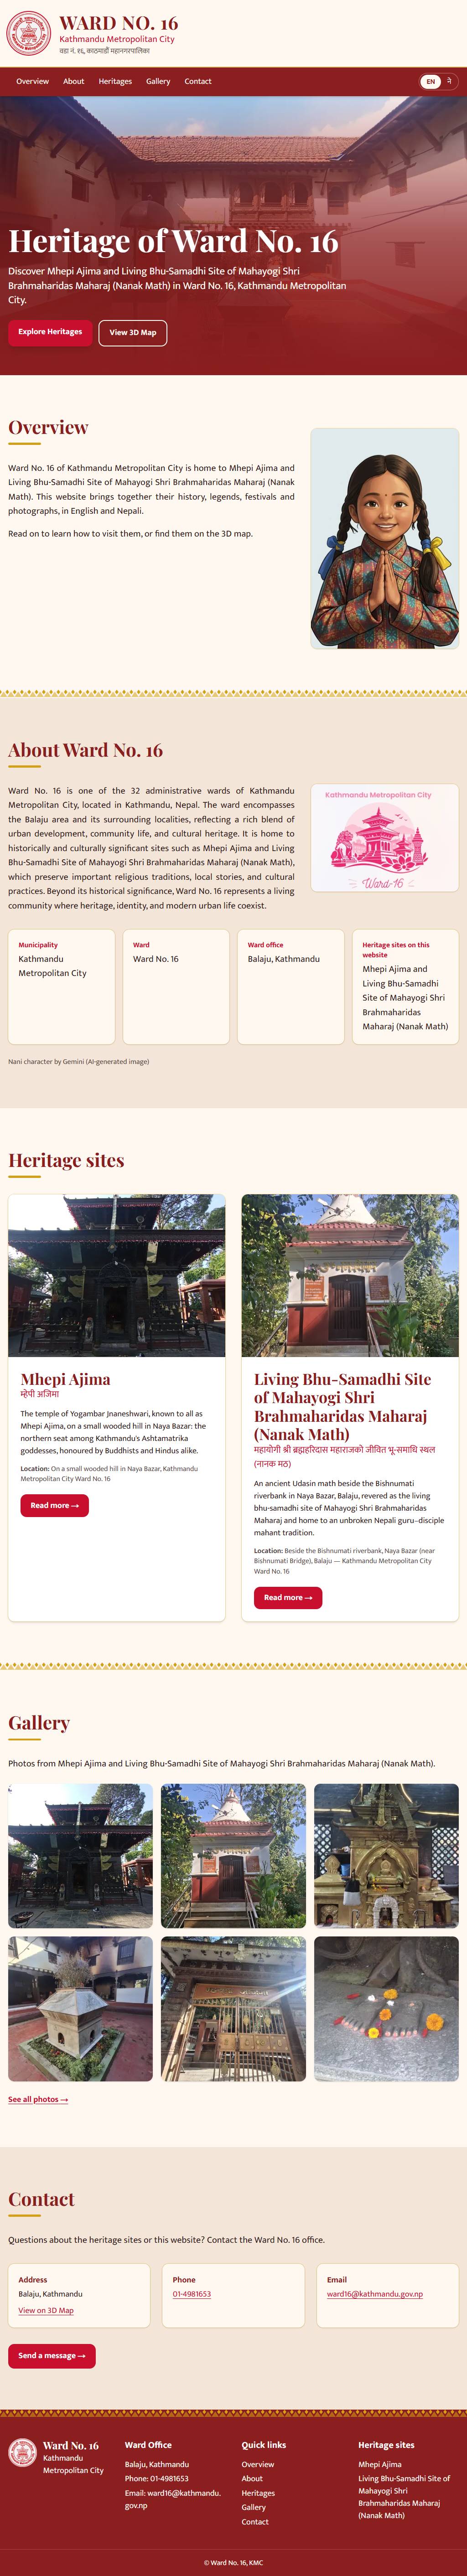 WARD NO. 16
Kathmandu Metropolitan City
वडा नं. १६, काठमाडौं महानगरपालिका
Overview About Heritages Gallery Contact EN ने
Heritage of Ward No. 16
Discover Mhepi Ajima and Living Bhu-Samadhi Site of Mahayogi Shri
Brahmaharidas Maharaj (Nanak Math) in Ward No. 16, Kathmandu Metropolitan
City.
Explore Heritages View 3D Map
Overview
Ward No. 16 of Kathmandu Metropolitan City is home to Mhepi Ajima and
Living Bhu-Samadhi Site of Mahayogi Shri Brahmaharidas Maharaj (Nanak
Math). This website brings together their history, legends, festivals and
photographs, in English and Nepali.
Read on to learn how to visit them, or find them on the 3D map.
About Ward No. 16
Ward No. 16 is one of the 32 administrative wards of Kathmandu
Metropolitan City, located in Kathmandu, Nepal. The ward encompasses
the Balaju area and its surrounding localities, reflecting a rich blend of
urban development, community life, and cultural heritage. It is home to
historically and culturally significant sites such as Mhepi Ajima and Living
Bhu-Samadhi Site of Mahayogi Shri Brahmaharidas Maharaj (Nanak Math),
which preserve important religious traditions, local stories, and cultural
practices. Beyond its historical significance, Ward No. 16 represents a living
community where heritage, identity, and modern urban life coexist.
Kathmandu Metropolitan City
Ward-16
Municipality
Kathmandu
Metropolitan City
Ward
Ward No. 16
Ward office
Balaju, Kathmandu
Heritage sites on this
website
Mhepi Ajima and
Living Bhu-Samadhi
Site of Mahayogi Shri
Brahmaharidas
Maharaj (Nanak Math)
Nani character by Gemini (AI-generated image)
Heritage sites
Mhepi Ajima
म्हेपी अजिमा
The temple of Yogambar Jnaneshwari, known to all as
Mhepi Ajima, on a small wooded hill in Naya Bazar: the
northern seat among Kathmandu's Ashtamatrika
goddesses, honoured by Buddhists and Hindus alike.
Location: On a small wooded hill in Naya Bazar, Kathmandu
Metropolitan City Ward No. 16
Read more →
Living Bhu-Samadhi Site
of Mahayogi Shri
Brahmaharidas Maharaj
(Nanak Math)
महायोगी श्री ब्रह्महरिदास महाराजको जीवित भू-समाधि स्थल
(नानक मठ)
An ancient Udasin math beside the Bishnumati
riverbank in Naya Bazar, Balaju, revered as the living
bhu-samadhi site of Mahayogi Shri Brahmaharidas
Maharaj and home to an unbroken Nepali guru–disciple
mahant tradition.
Location: Beside the Bishnumati riverbank, Naya Bazar (near
Bishnumati Bridge), Balaju — Kathmandu Metropolitan City
Ward No. 16
Read more →
Gallery
Photos from Mhepi Ajima and Living Bhu-Samadhi Site of Mahayogi Shri Brahmaharidas Maharaj (Nanak Math).
See all photos →
Contact
Questions about the heritage sites or this website? Contact the Ward No. 16 office.
Address
Balaju, Kathmandu
View on 3D Map
Phone
01-4981653
Email
ward16@kathmandu.gov.np
Send a message →
Ward No. 16
Kathmandu
Metropolitan City
Ward Office
Balaju, Kathmandu
Phone: 01-4981653
Email: ward16@kathmandu.
gov.np
Quick links
Overview
About
Heritages
Gallery
Contact
Heritage sites
Mhepi Ajima
Living Bhu-Samadhi Site of
Mahayogi Shri
Brahmaharidas Maharaj
(Nanak Math)
© Ward No. 16, KMC